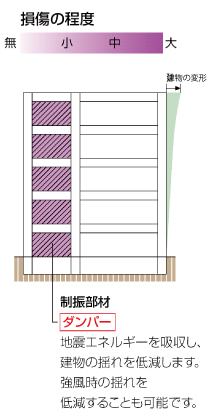 損傷の程度
無 小 中 大
建物の変形
制振部材
ダンパー
地震エネルギーを吸収し、
建物の揺れを低減します。
強風時の揺れを
低減することも可能です。